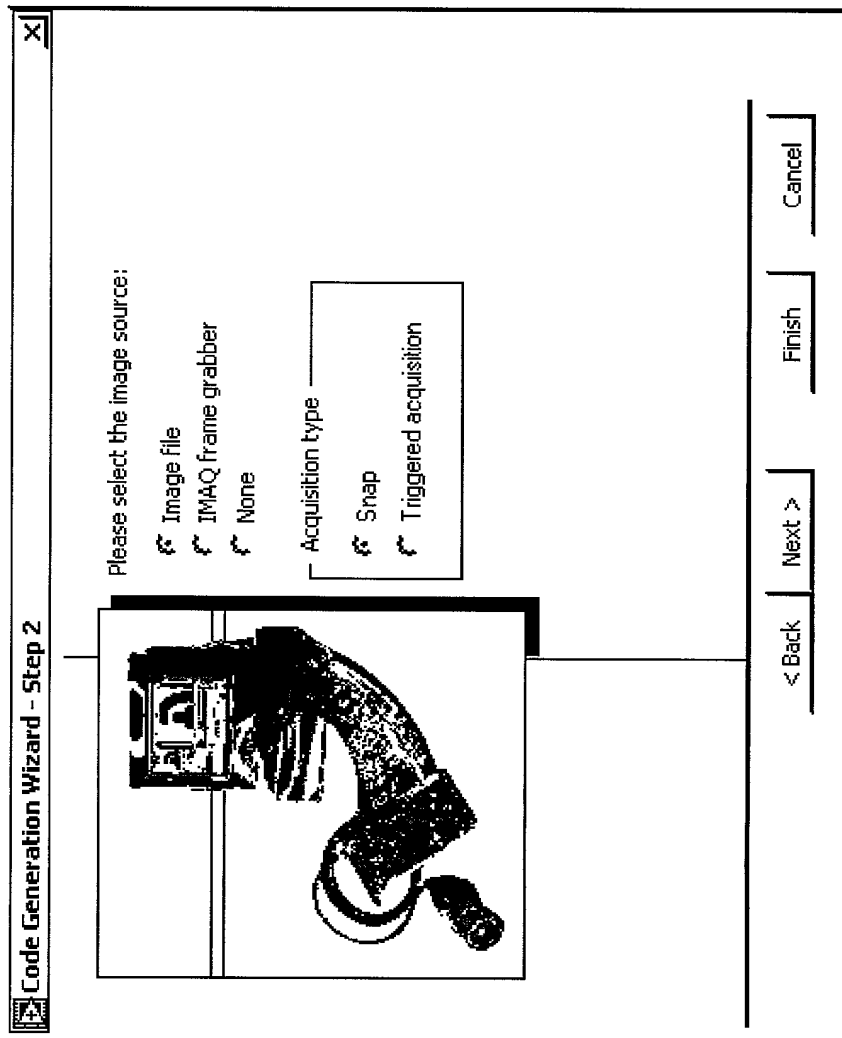 Code Generation Wizard - Step 2
Please select the image source:
Image file
IMAQ frame grabber
None
Acquisition type
Snap
Triggered acquisition
< Back
Next >
Finish
Cancel